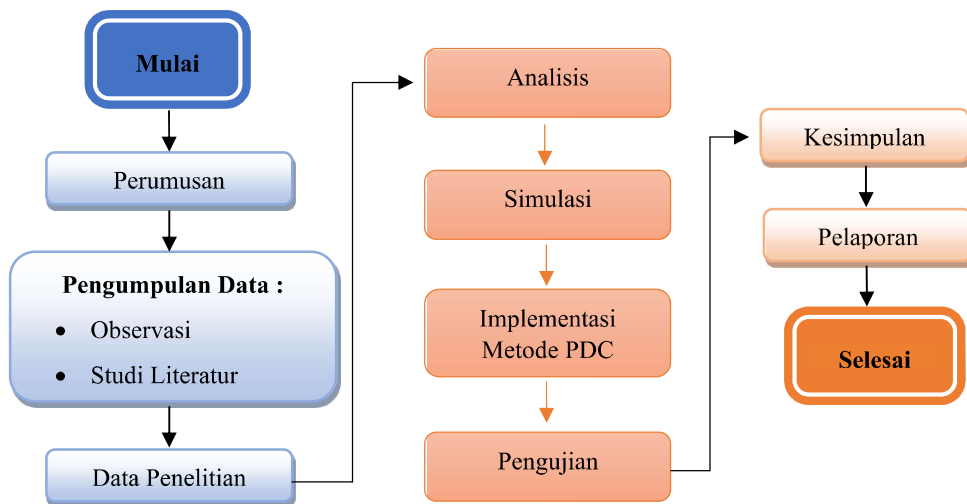 Mulai
Perumusan
Pengumpulan Data :
• Observasi
• Studi Literatur
Data Penelitian
Analisis
Simulasi
Implementasi
Metode PDC
Pengujian
Kesimpulan
Pelaporan
Selesai